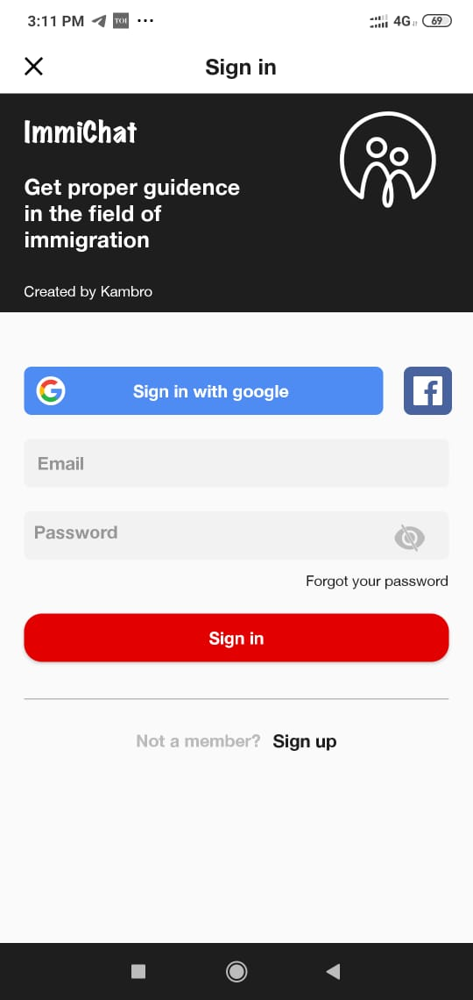 3:11 PM TOI ... 4G 69
Sign in
ImmiChat
Get proper guidence
in the field of
immigration
Created by Kambro
Sign in with google
Email
Password
Forgot your password
Sign in
Not a member? Sign up